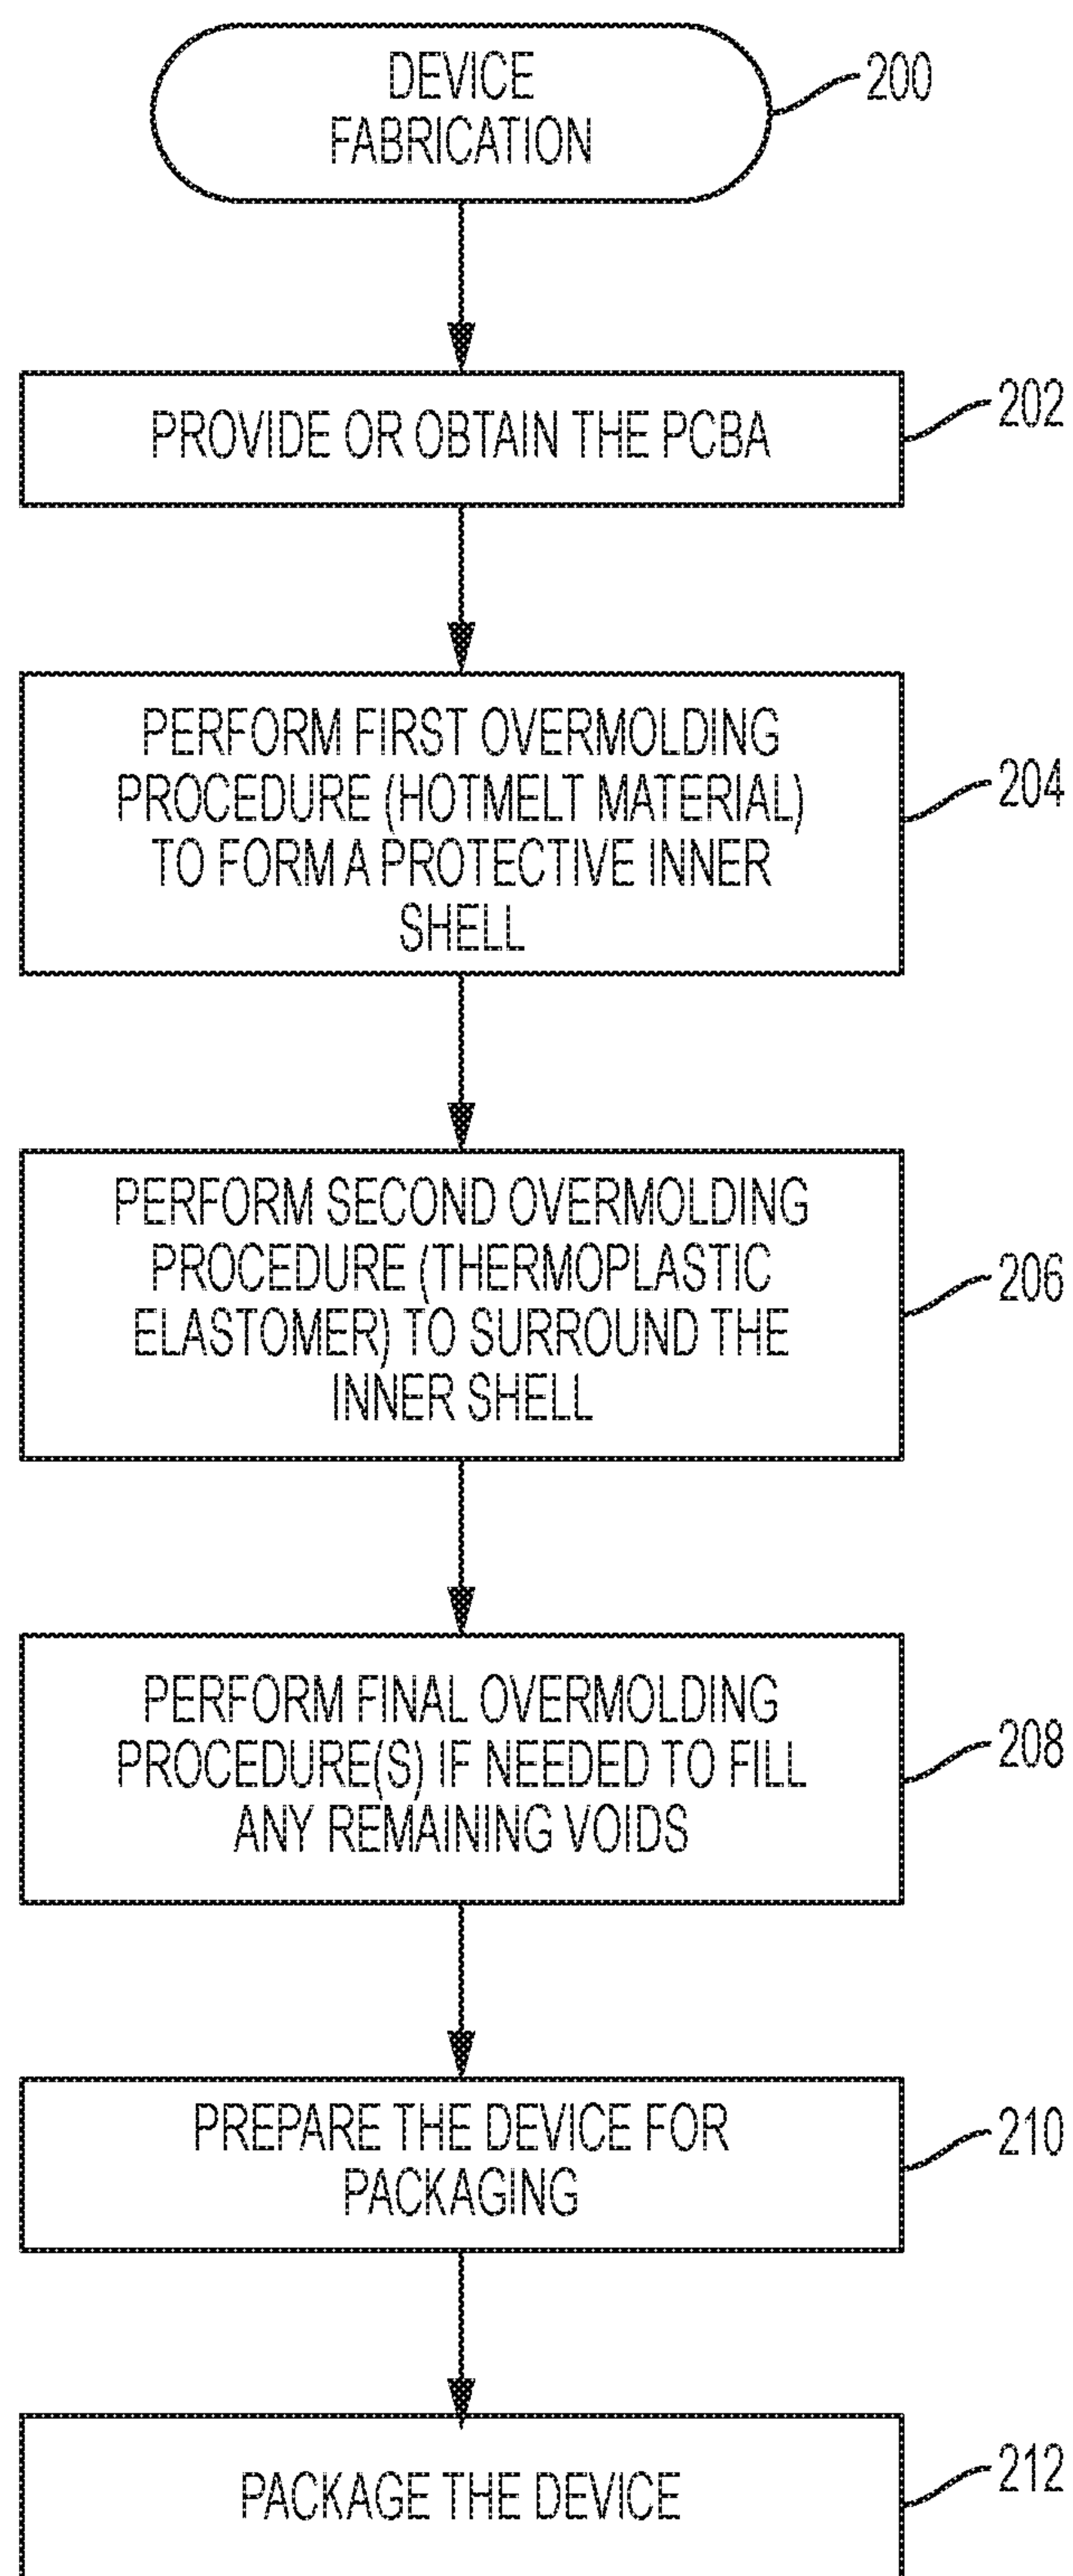 DEVICE
FABRICATION
200
PROVIDE OR OBTAIN THE PCBA
202
PERFORM FIRST OVERMOLDING
PROCEDURE (HOTMELT MATERIAL)
TO FORM A PROTECTIVE INNER
SHELL
204
PERFORM SECOND OVERMOLDING
PROCEDURE (THERMOPLASTIC
ELASTOMER) TO SURROUND THE
INNER SHELL
206
PERFORM FINAL OVERMOLDING
PROCEDURE(S) IF NEEDED TO FILL
ANY REMAINING VOIDS
208
PREPARE THE DEVICE FOR
PACKAGING
210
PACKAGE THE DEVICE
212